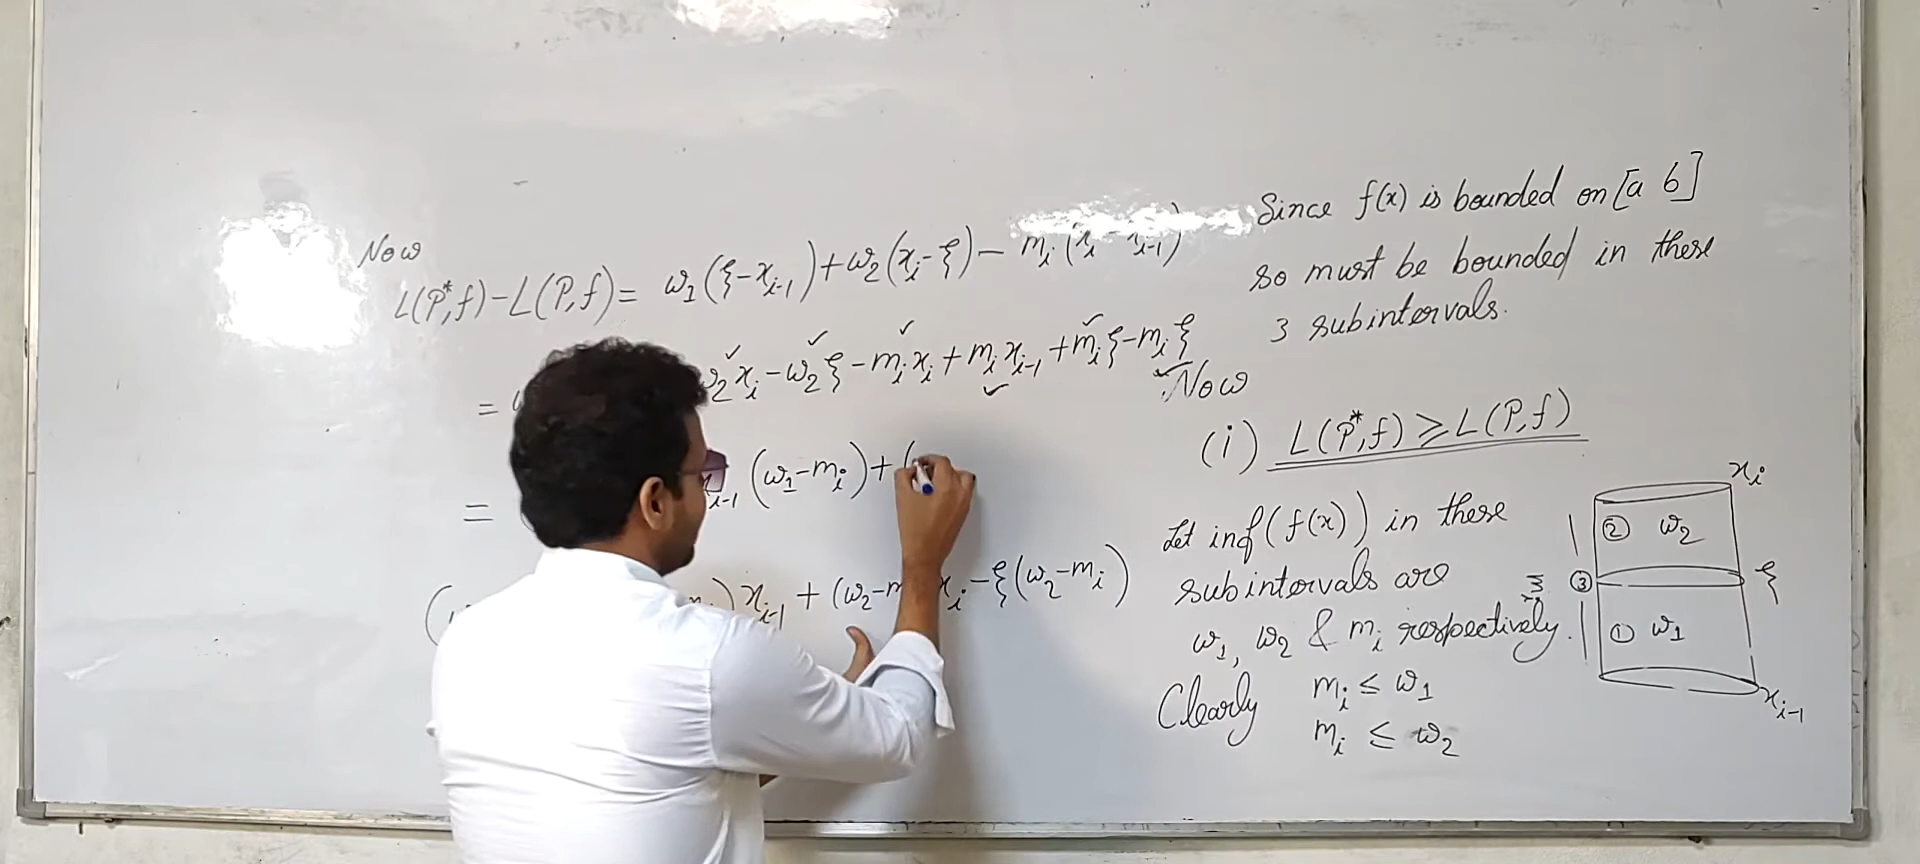 Now
L(P*,f)-L(P,f)= ω₁(ξ-xᵢ₋₁)+ω₂(xᵢ-ξ)- mᵢ(xᵢ-xᵢ₋₁)
= ω₂xᵢ-ω₂ξ-mᵢxᵢ+mᵢxᵢ₋₁+mᵢξ-mᵢξ
= ᵢ₋₁(ω₁-mᵢ)+(
( )xᵢ₋₁+(ω₂-m xᵢ-ξ(ω₂-mᵢ)
Since f(x) is bounded on [a b]
so must be bounded in these
3 subintervals.
Now
(i) L(P*,f)⩾L(P,f)
Let inf(f(x)) in these
subintervals are
ω₁, ω₂ & mᵢ respectively.
Clearly mᵢ ≤ ω₁
mᵢ ≤ ω₂
xᵢ
② ω₂
③ ξ
① ω₁
xᵢ₋₁